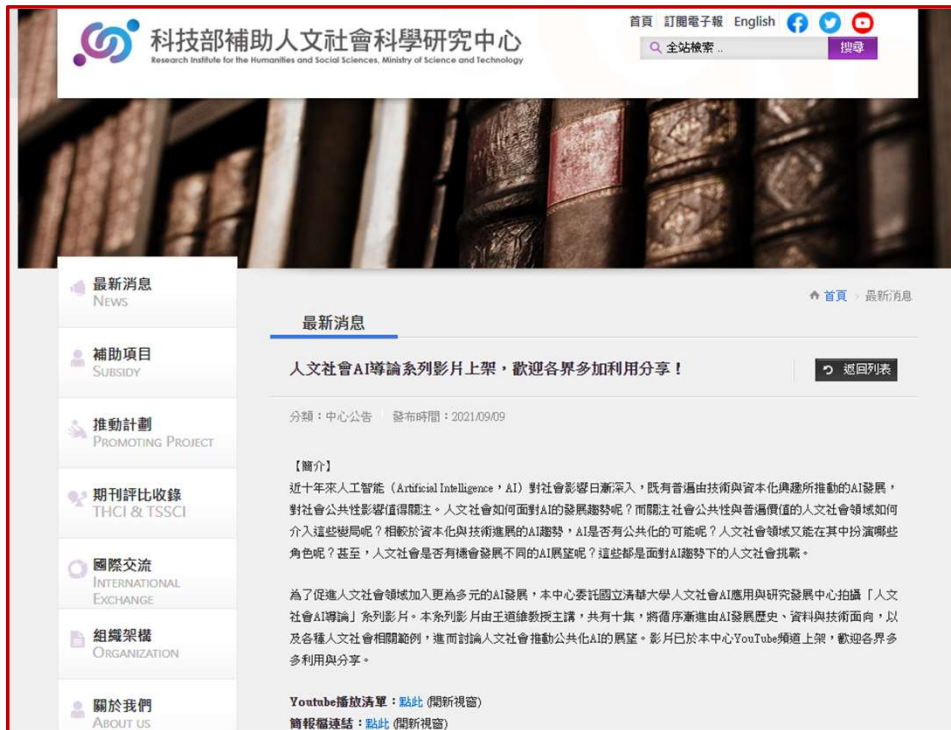 首頁 訂閱電子報 English
科技部補助人文社會科學研究中心
Research Institute for the Humanities and Social Sciences, Ministry of Science and Technology
全站檢索 ..
搜尋
最新消息
NEWS
補助項目
SUBSIDY
推動計劃
PROMOTING PROJECT
期刊評比收錄
THCI & TSSCI
國際交流
INTERNATIONAL
EXCHANGE
組織架構
ORGANIZATION
關於我們
ABOUT US
首頁 > 最新消息
最新消息
人文社會AI導論系列影片上架，歡迎各界多加利用分享！
返回列表
分類：中心公告 發布時間：2021/09/09
【簡介】
近十年來人工智能（Artificial Intelligence，AI）對社會影響日漸深入，既有普遍由技術與資本化興趣所推動的AI發展，
對社會公共性影響值得關注。人文社會如何面對AI的發展趨勢呢？而關注社會公共性與普遍價值的人文社會領域如何
介入這些變局呢？相較於資本化與技術進展的AI趨勢，AI是否有公共化的可能呢？人文社會領域又能在其中扮演哪些
角色呢？甚至，人文社會是否有機會發展不同的AI展望呢？這些都是面對AI趨勢下的人文社會挑戰。
為了促進人文社會領域加入更為多元的AI發展，本中心委託國立清華大學人文社會AI應用與研究發展中心拍攝「人文
社會AI導論」系列影片。本系列影片由王道維教授主講，共有十集，將循序漸進由AI發展歷史、資料與技術面向，以
及各種人文社會相關範例，進而討論人文社會推動公共化AI的展望。影片已於本中心YouTube頻道上架，歡迎各界多
多利用與分享。
Youtube播放清單：點此 (開新視窗)
簡報檔連結：點此 (開新視窗)